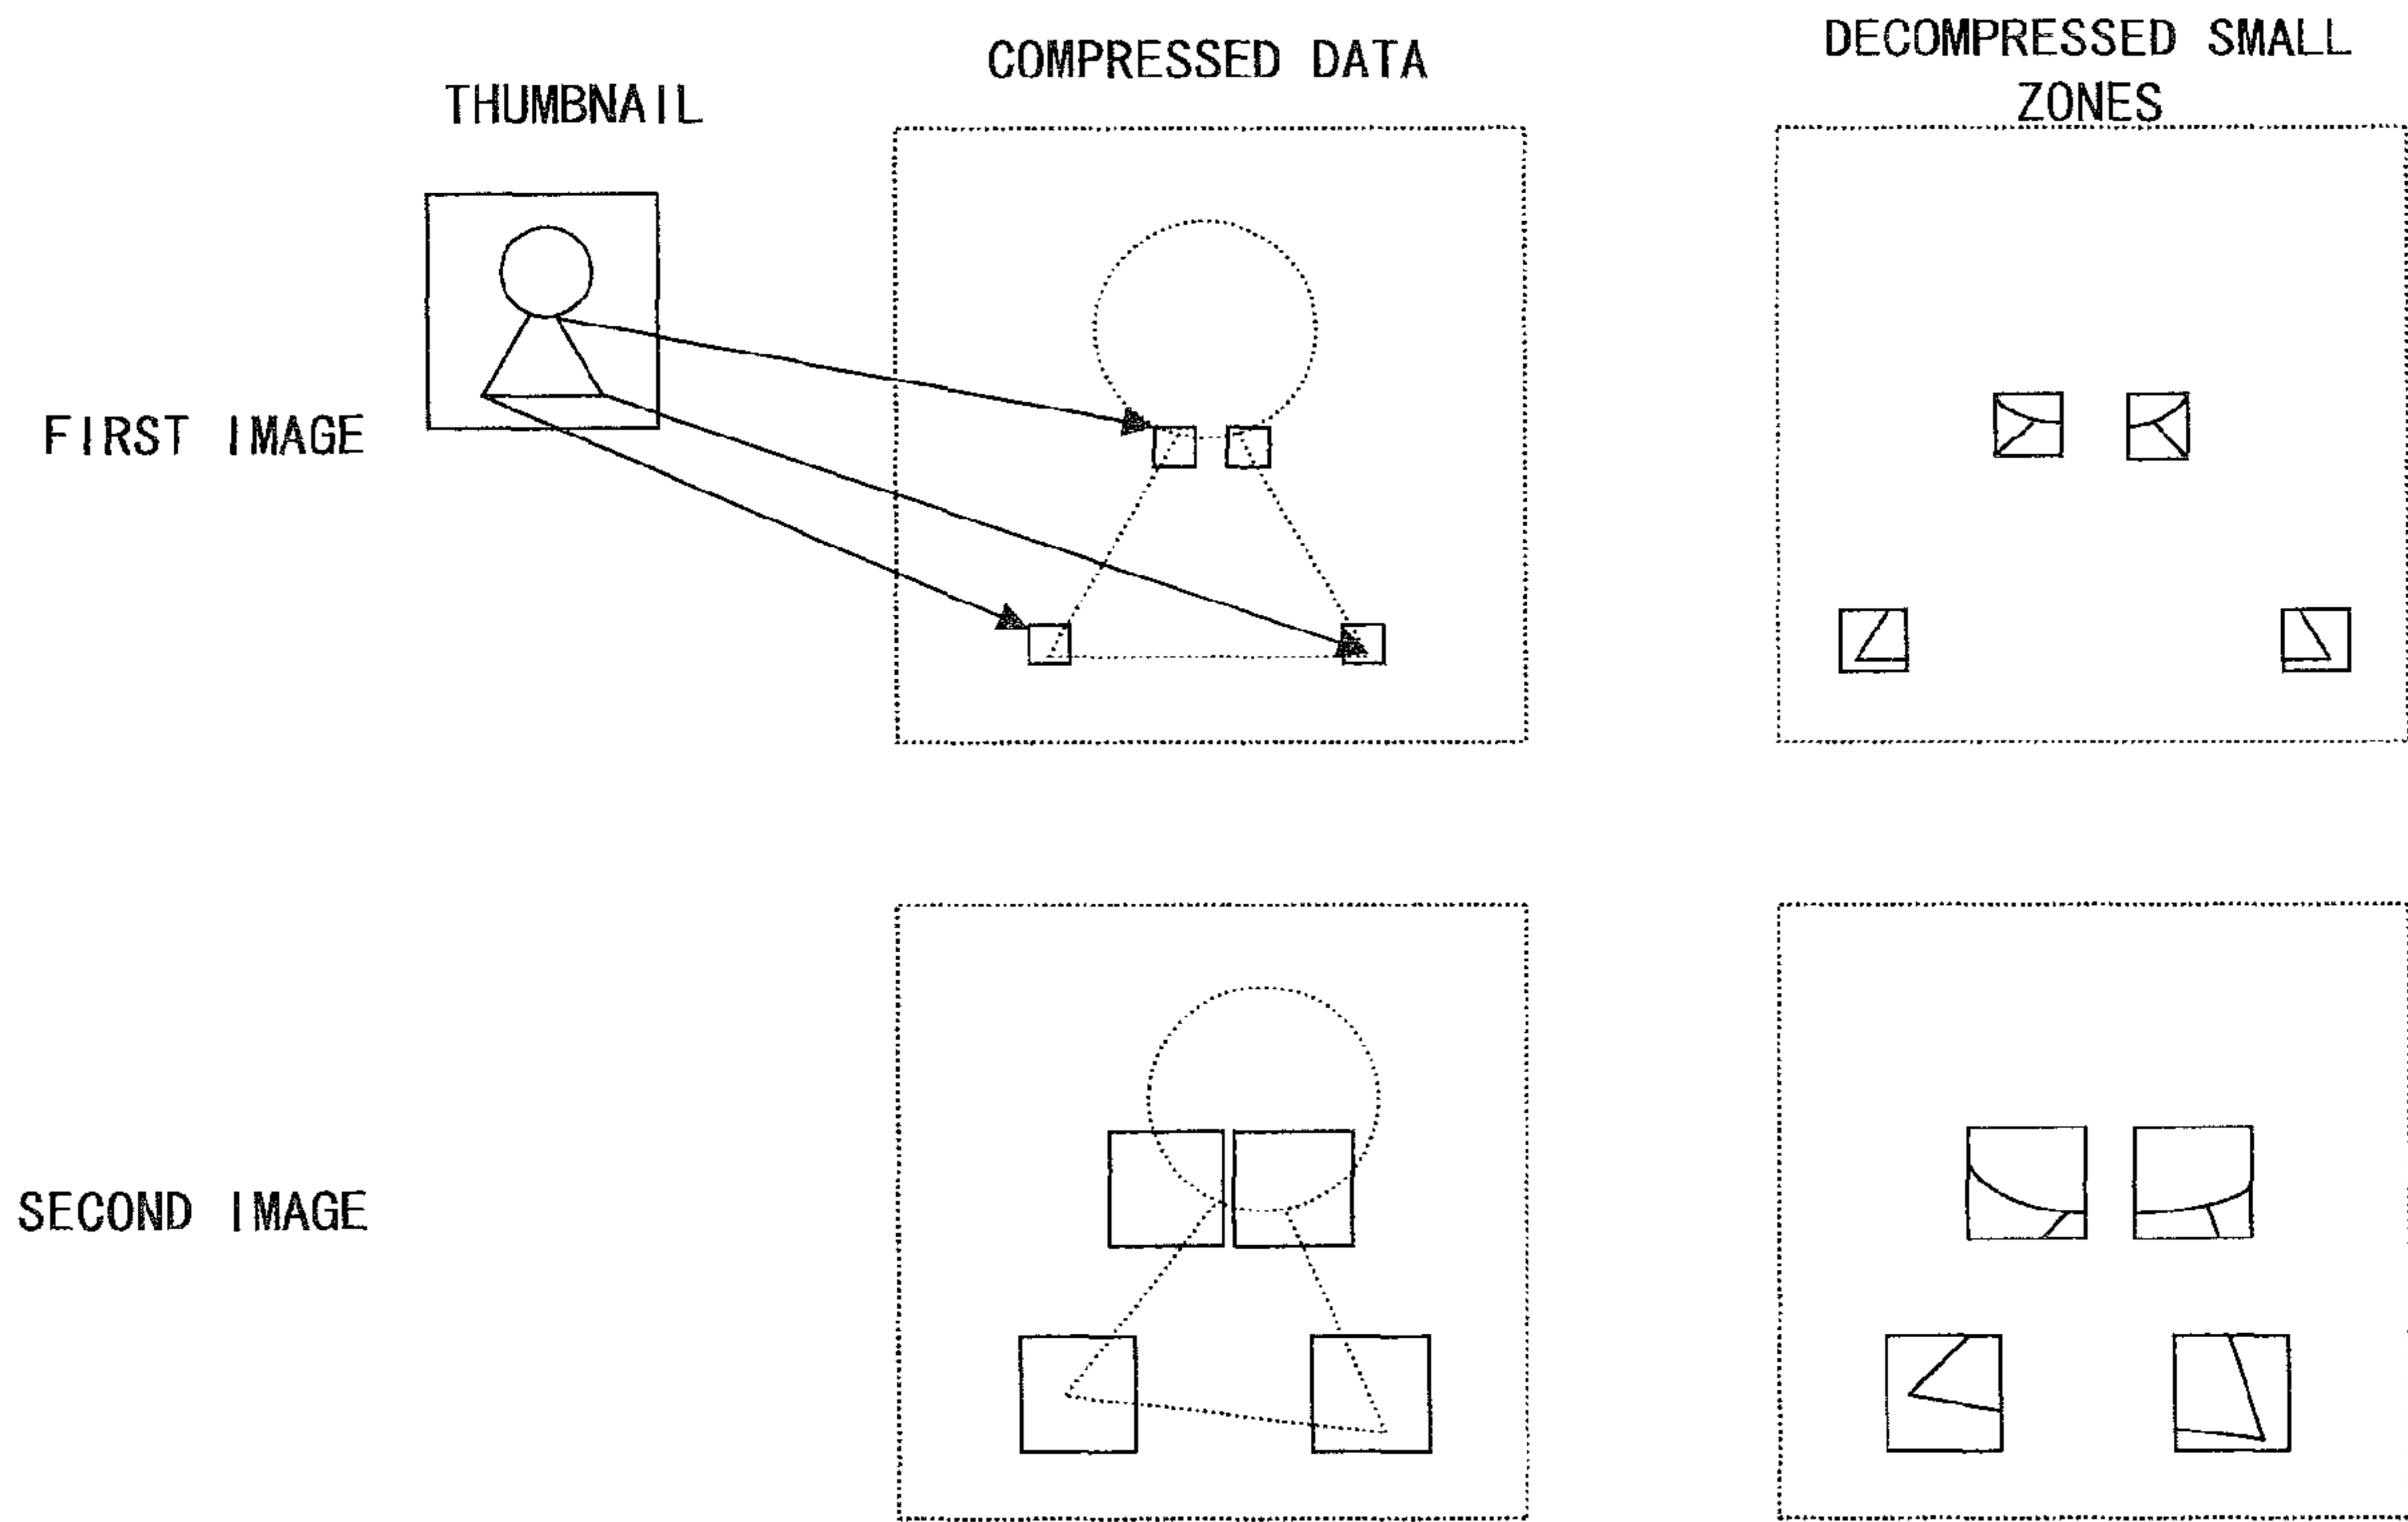 THUMBNAIL
COMPRESSED DATA
DECOMPRESSED SMALL
ZONES
FIRST IMAGE
SECOND IMAGE